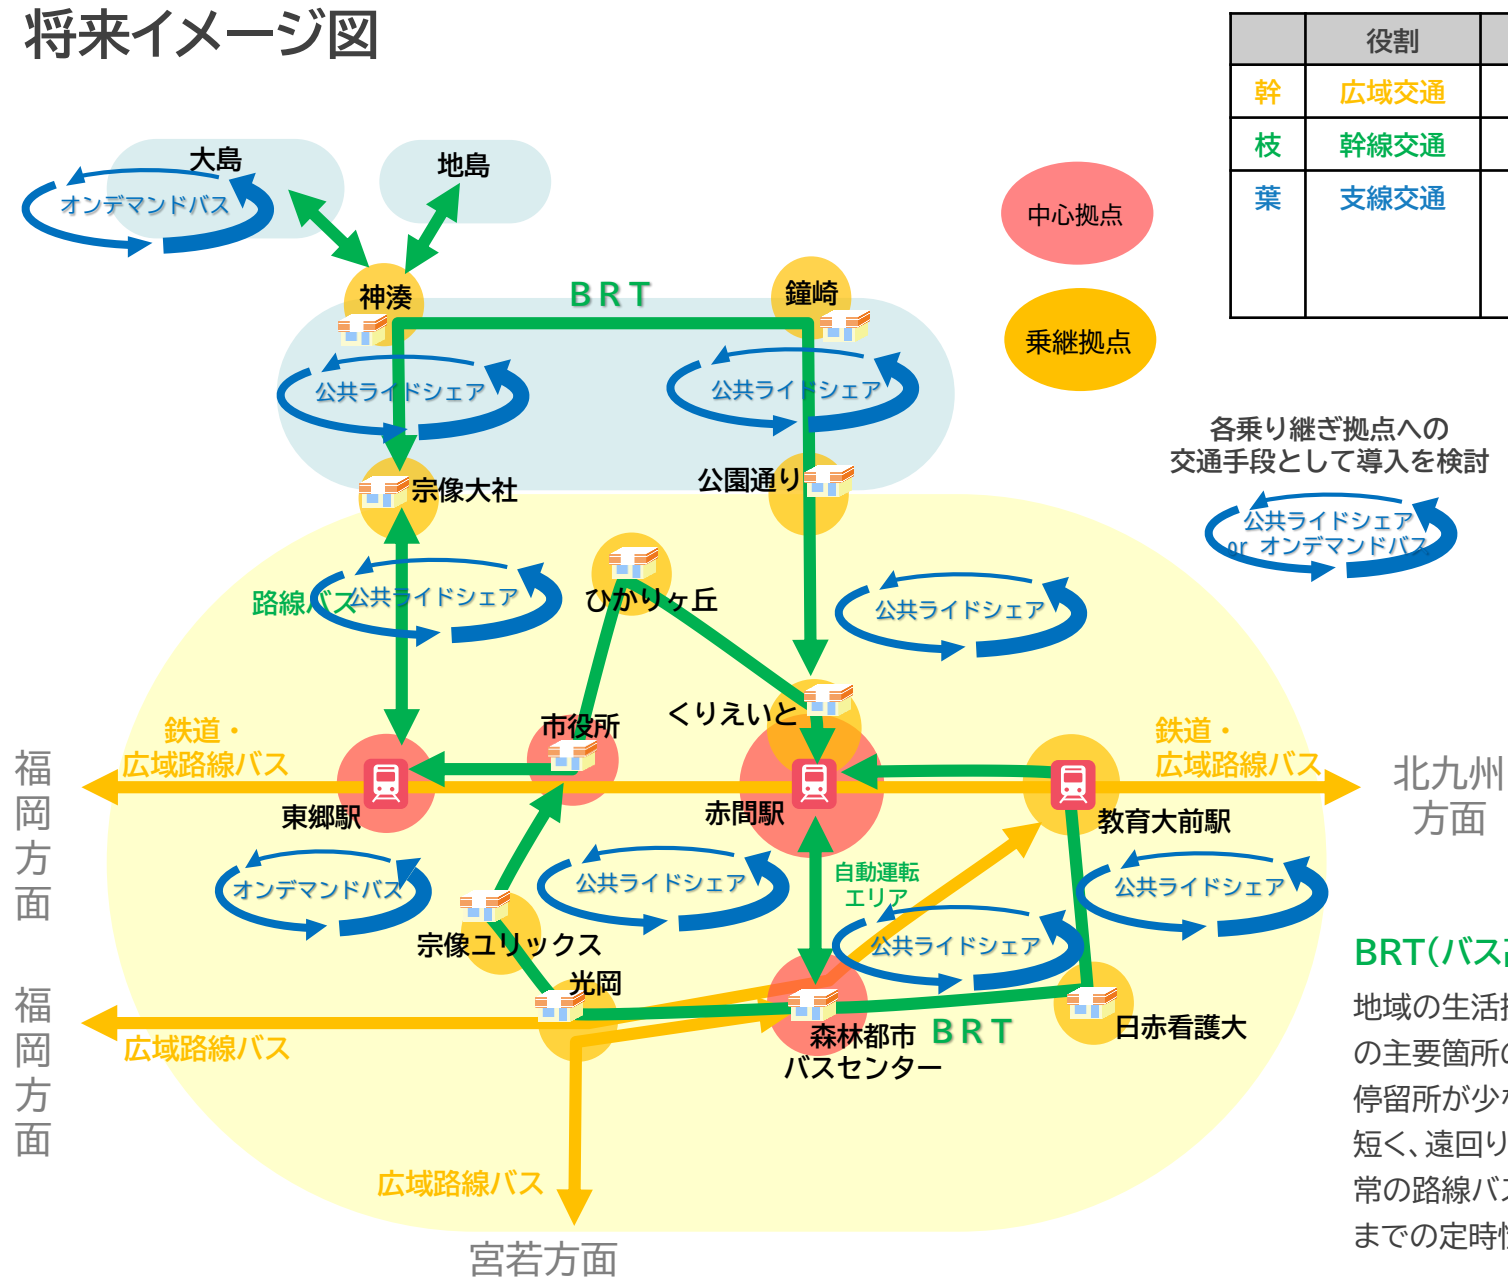 将来イメージ図
役割
幹 広域交通
枝 幹線交通
葉 支線交通
大島
地島
オンデマンドバス
中心拠点
神湊
BRT
鐘崎
乗継拠点
公共ライドシェア
公共ライドシェア
各乗り継ぎ拠点への
交通手段として導入を検討
公共ライドシェア
or オンデマンドバス
宗像大社
公園通り
路線バス
公共ライドシェア
ひかりヶ丘
公共ライドシェア
市役所
くりえいと
鉄道・
広域路線バス
鉄道・
広域路線バス
福岡方面
北九州
方面
東郷駅
赤間駅
教育大前駅
自動運転
エリア
オンデマンドバス
公共ライドシェア
公共ライドシェア
公共ライドシェア
宗像ユリックス
光岡
福岡方面
広域路線バス
森林都市
バスセンター
BRT
日赤看護大
広域路線バス
宮若方面
BRT(バス
地域の生活
の主要箇所
停留所が少
短く、遠回り
常の路線バ
までの定時